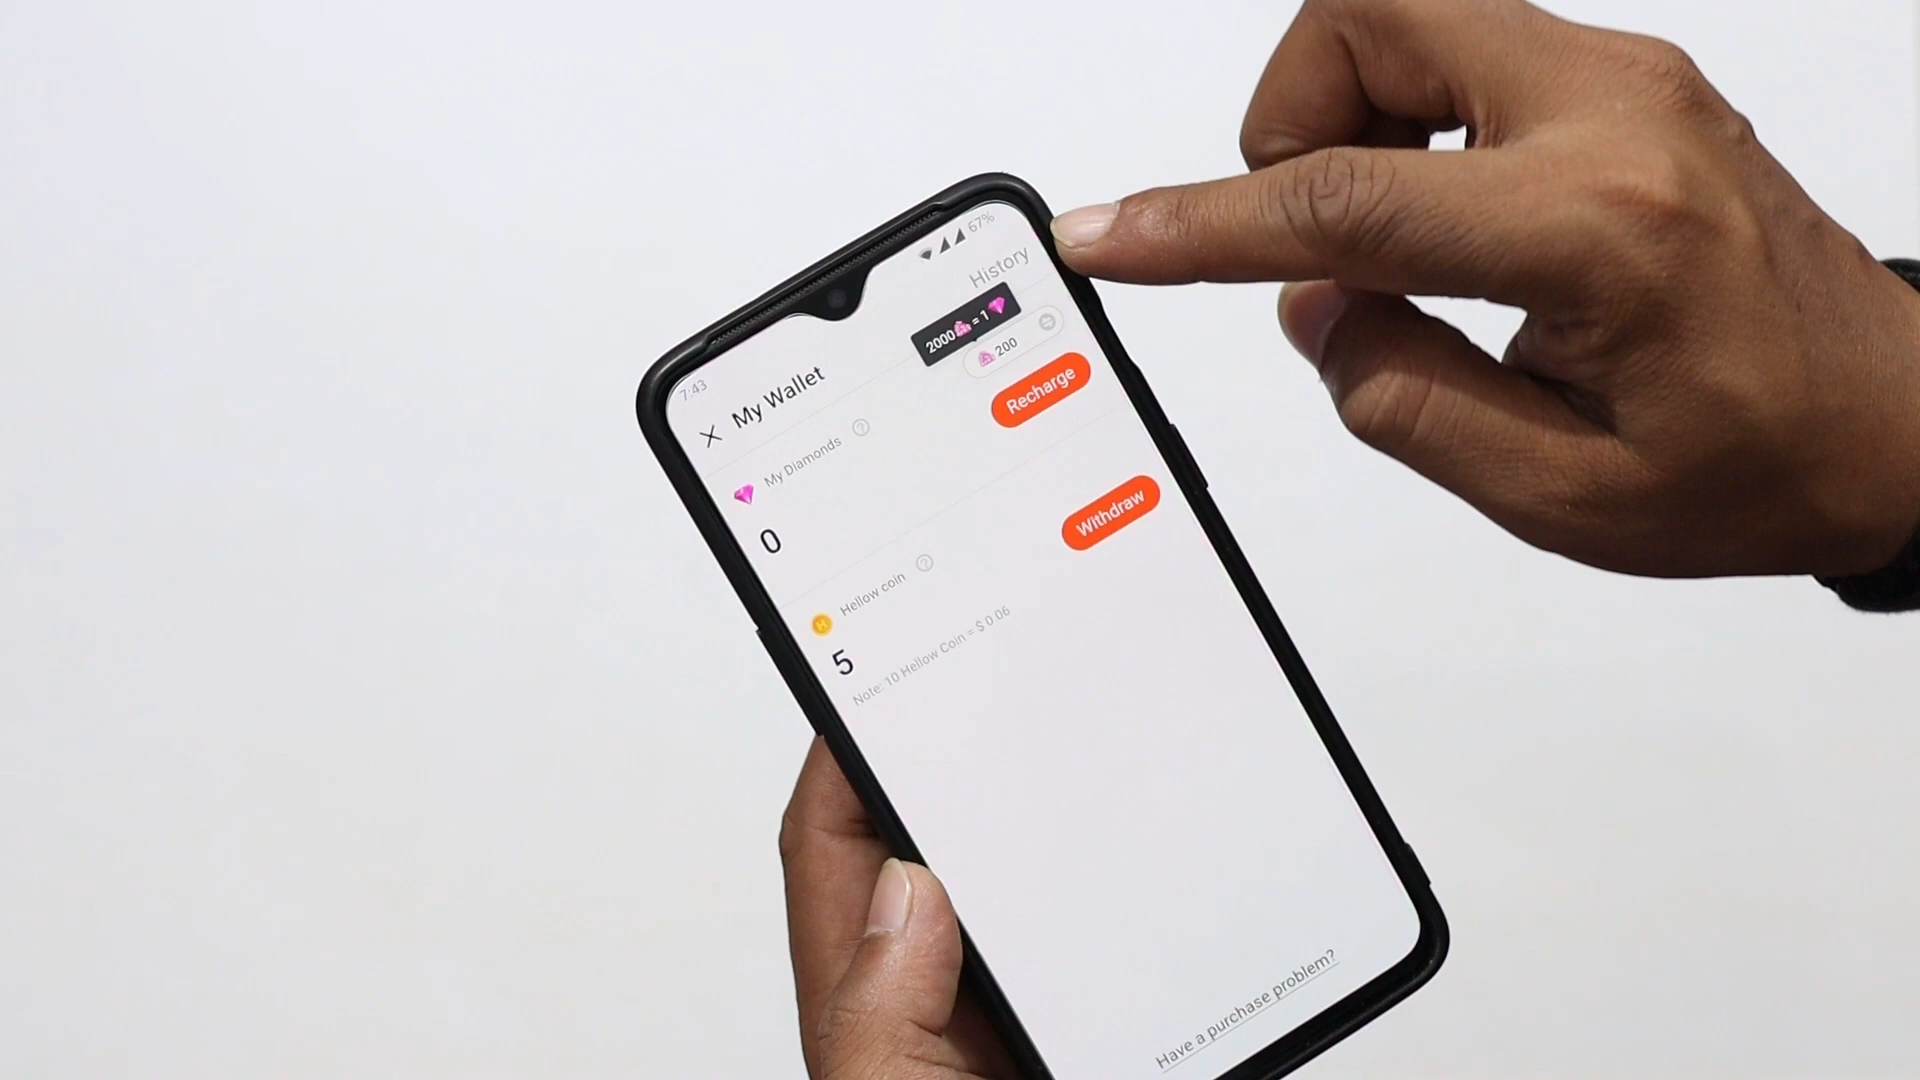 7:43
67%
My Wallet
History
2000 = 1
200
My Diamonds
Recharge
0
Hellow coin
Withdraw
5
Note: 10 Hellow Coin = $ 0.06
Have a purchase problem?